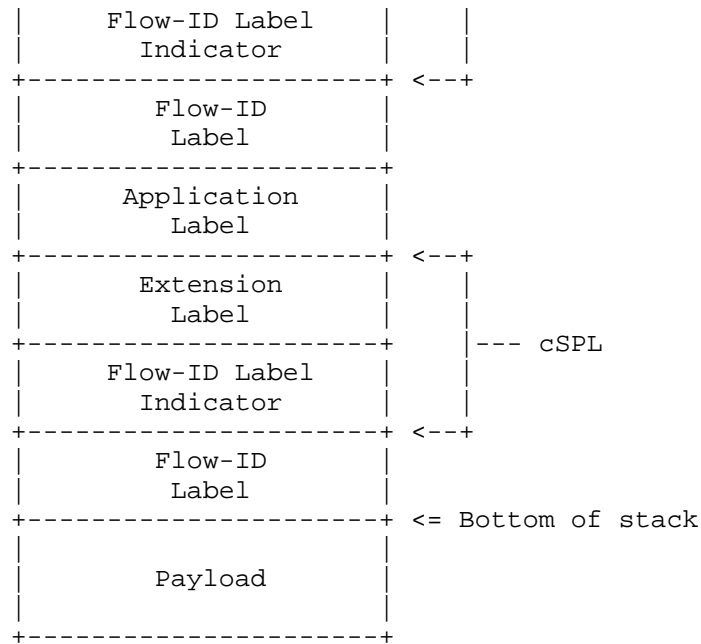 |      Flow-ID Label    |    |
|        Indicator      |    |
+----------------------+ <--+
|         Flow-ID       |
|          Label        |
+----------------------+
|       Application     |
|          Label        |
+----------------------+ <--+
|        Extension      |    |
|          Label        |    |
+----------------------+    |--- cSPL
|      Flow-ID Label    |    |
|        Indicator      |    |
+----------------------+ <--+
|         Flow-ID       |
|          Label        |
+----------------------+ <= Bottom of stack
|                       |
|         Payload       |
|                       |
+----------------------+